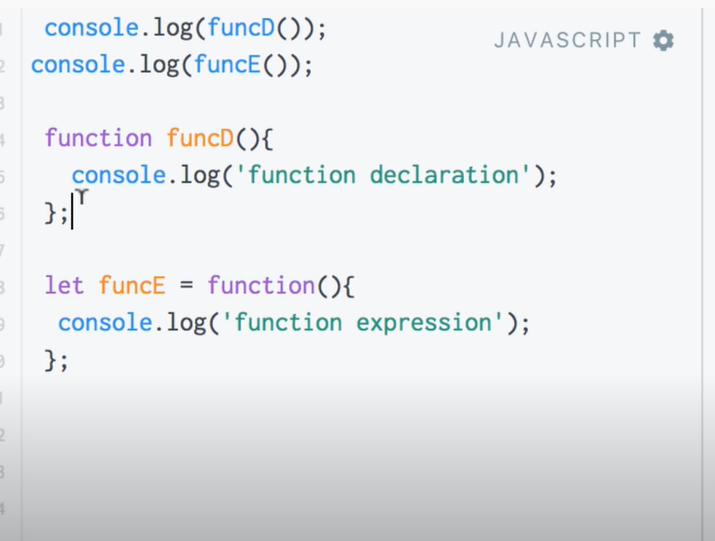 console.log(funcD());
JAVASCRIPT
console.log(funcE());
function funcD(){
console.log('function declaration');
};
let funcE = function(){
console.log('function expression');
};